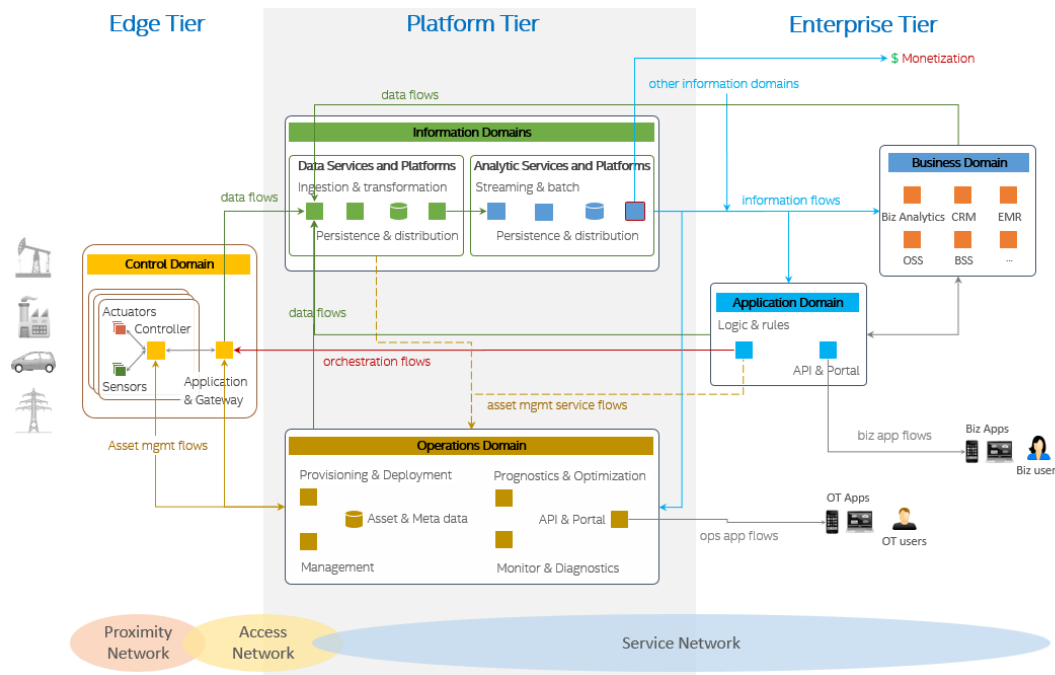 Edge Tier
Platform Tier
Enterprise Tier
$ Monetization
other information domains
data flows
Information Domains
Data Services and Platforms
Ingestion & transformation
Persistence & distribution
Analytic Services and Platforms
Streaming & batch
Persistence & distribution
Business Domain
Biz Analytics
CRM
EMR
OSS
BSS
...
data flows
information flows
Control Domain
Actuators
Controller
Sensors
Application
& Gateway
data flows
Application Domain
Logic & rules
API & Portal
orchestration flows
asset mgmt service flows
Asset mgmt flows
Operations Domain
Provisioning & Deployment
Prognostics & Optimization
Asset & Meta data
API & Portal
Management
Monitor & Diagnostics
biz app flows
Biz Apps
Biz user
OT Apps
ops app flows
OT users
Proximity
Network
Access
Network
Service Network